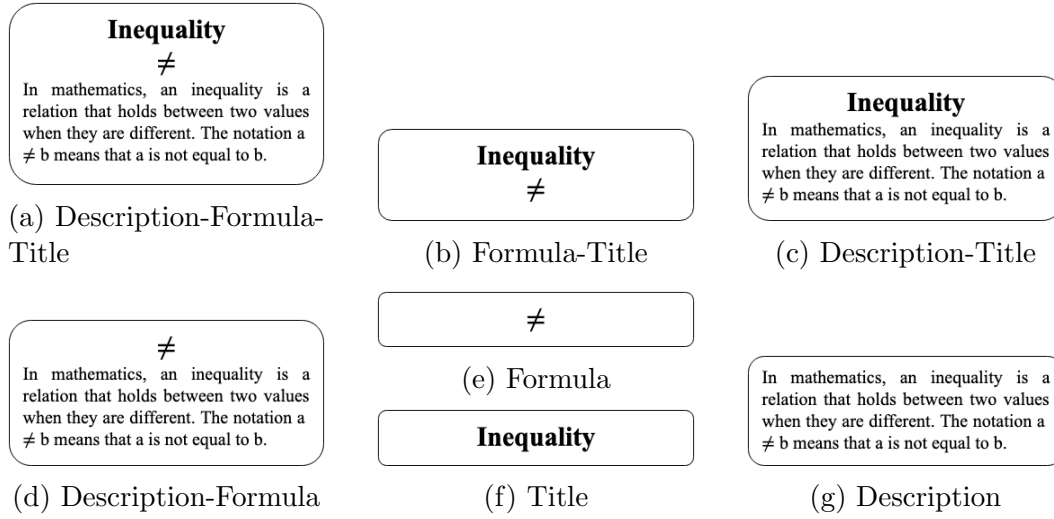 Inequality
≠
In mathematics, an inequality is a
relation that holds between two values
when they are different. The notation a
≠ b means that a is not equal to b.
(a) Description-Formula-
Title
Inequality
≠
(b) Formula-Title
Inequality
In mathematics, an inequality is a
relation that holds between two values
when they are different. The notation a
≠ b means that a is not equal to b.
(c) Description-Title
≠
In mathematics, an inequality is a
relation that holds between two values
when they are different. The notation a
≠ b means that a is not equal to b.
(d) Description-Formula
≠
(e) Formula
Inequality
(f) Title
In mathematics, an inequality is a
relation that holds between two values
when they are different. The notation a
≠ b means that a is not equal to b.
(g) Description